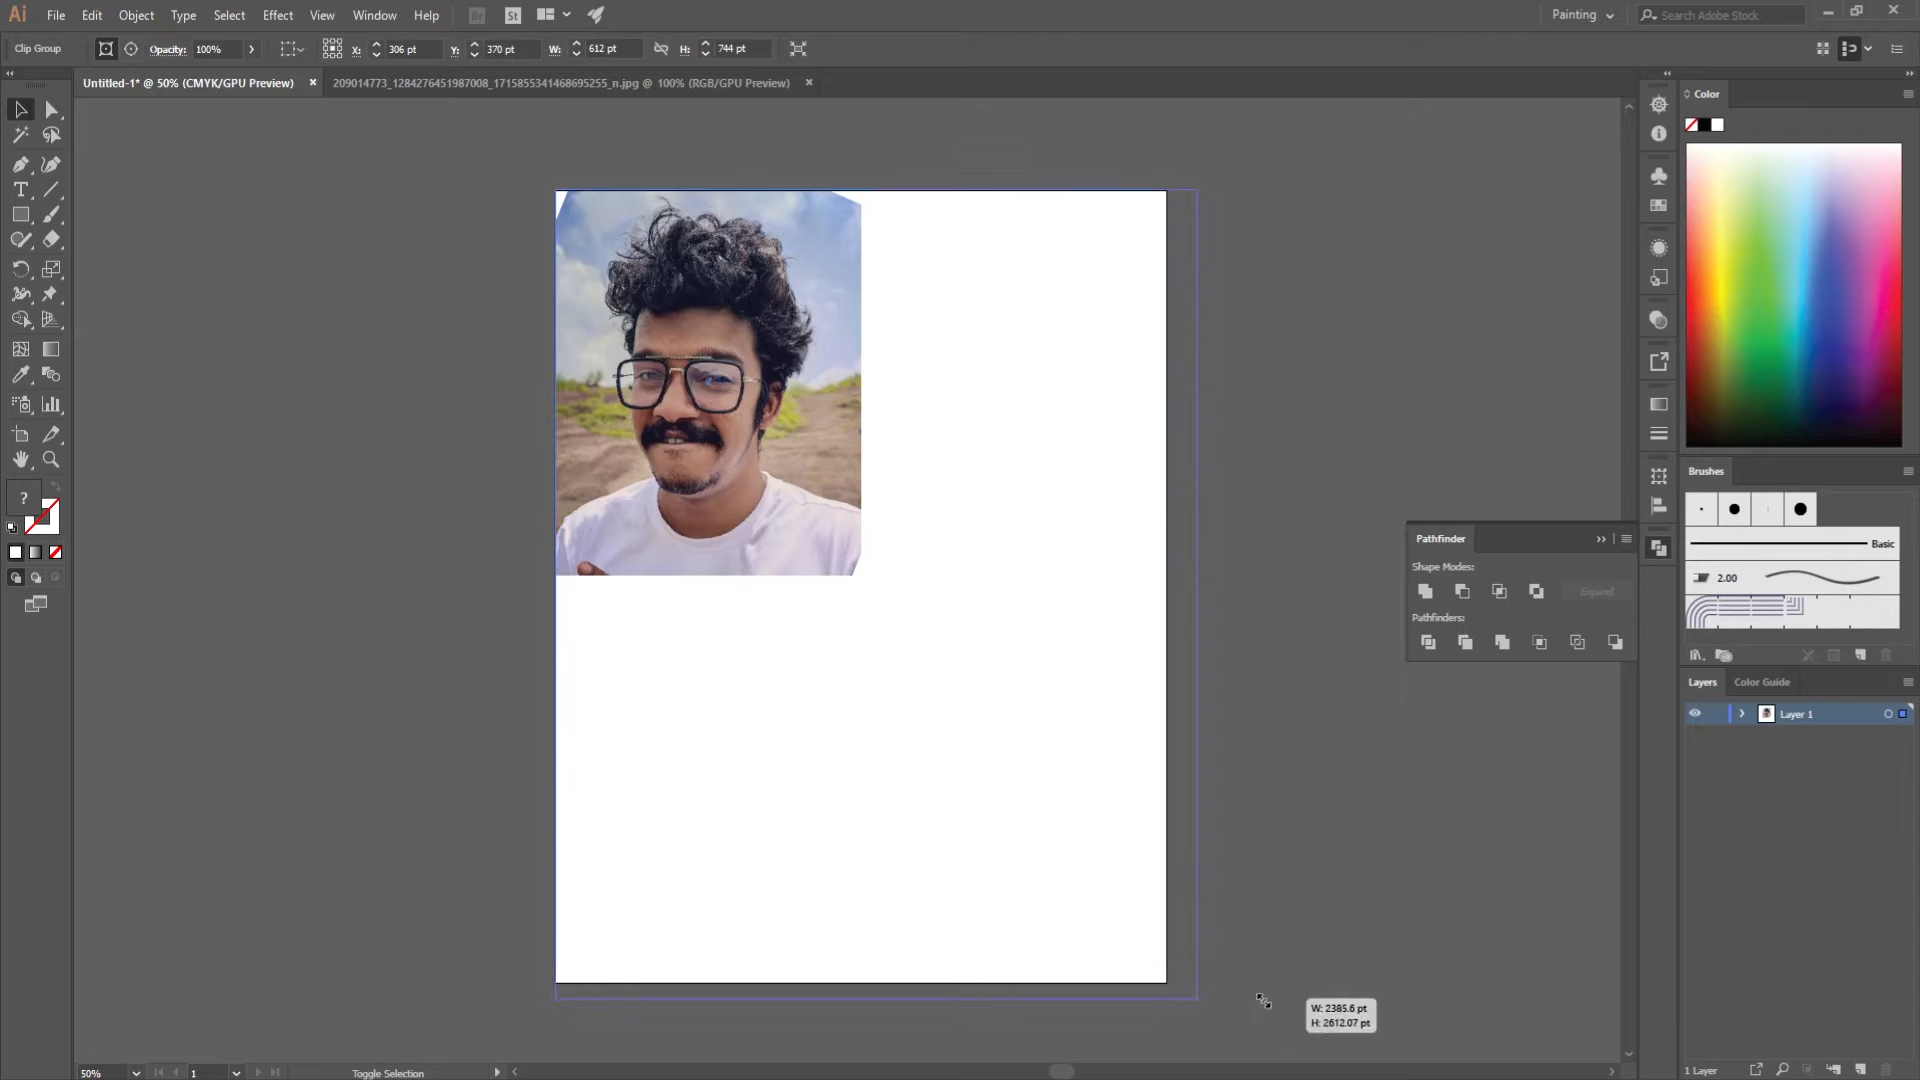 Ai File Edit Object Type Select Effect View Window Help Br St Painting Search Adobe Stock
Clip Group Opacity: 100% X: 306 pt Y: 370 pt W: 612 pt H: 744 pt
Untitled-1* @ 50% (CMYK/GPU Preview) 209014773_1284276451987008_1715855341468695255_n.jpg @ 100% (RGB/GPU Preview)
Color
Brushes
?
Basic
2.00
Pathfinder
Shape Modes:
Expand
Pathfinders:
Layers Color Guide
Layer 1
W: 2385.6 pt
H: 2612.07 pt
50% 1 Toggle Selection
1 Layer